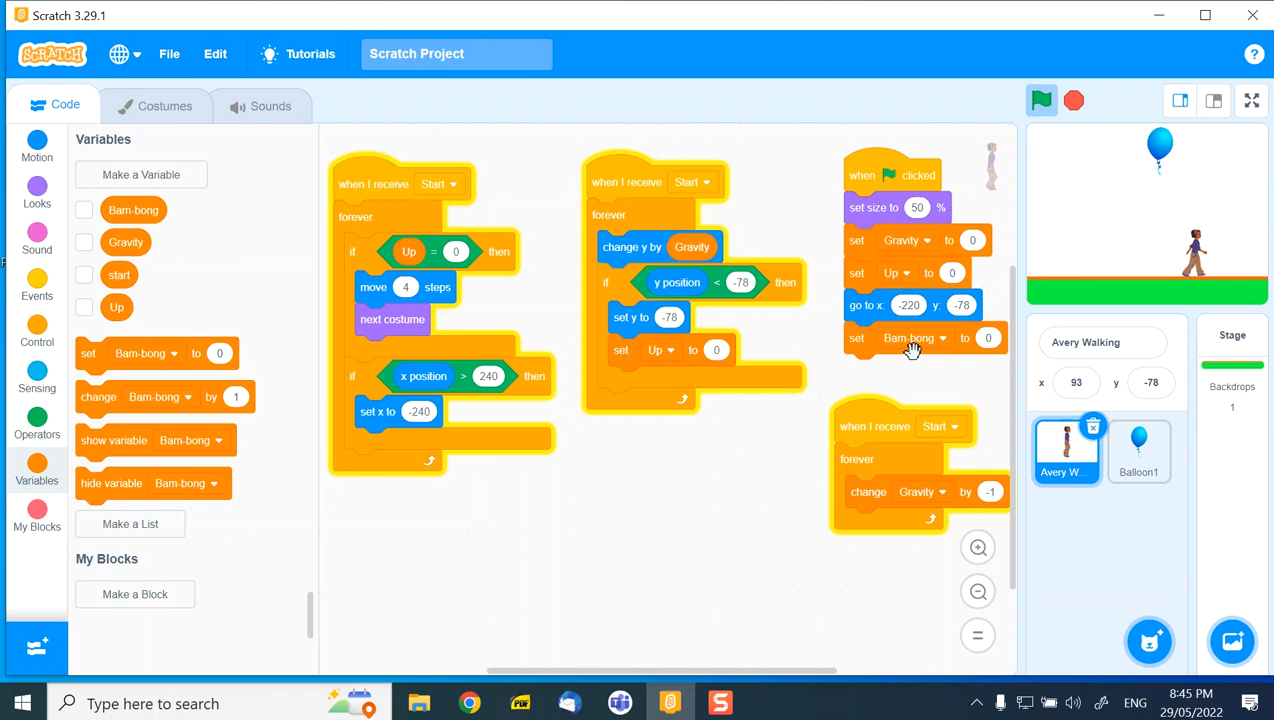 Scratch 3.29.1
SCRATCH
File
Edit
Tutorials
Scratch Project
?
Code
Costumes
Sounds
Motion
Looks
Sound
Events
Control
Sensing
Operators
Variables
My Blocks
Variables
Make a Variable
Bam-bong
Gravity
start
Up
set Bam-bong to 0
change Bam-bong by 1
show variable Bam-bong
hide variable Bam-bong
Make a List
My Blocks
Make a Block
when I receive Start
forever
if Up = 0 then
move 4 steps
next costume
if x position > 240 then
set x to -240
when I receive Start
forever
change y by Gravity
if y position < -78 then
set y to -78
set Up to 0
when clicked
set size to 50 %
set Gravity to 0
set Up to 0
go to x: -220 y: -78
set Bam-bong to 0
when I receive Start
forever
change Gravity by -1
Avery Walking
x 93 y -78
Avery W...
Balloon1
Stage
Backdrops
1
Type here to search
PDF
S
ENG
8:45 PM
29/05/2022